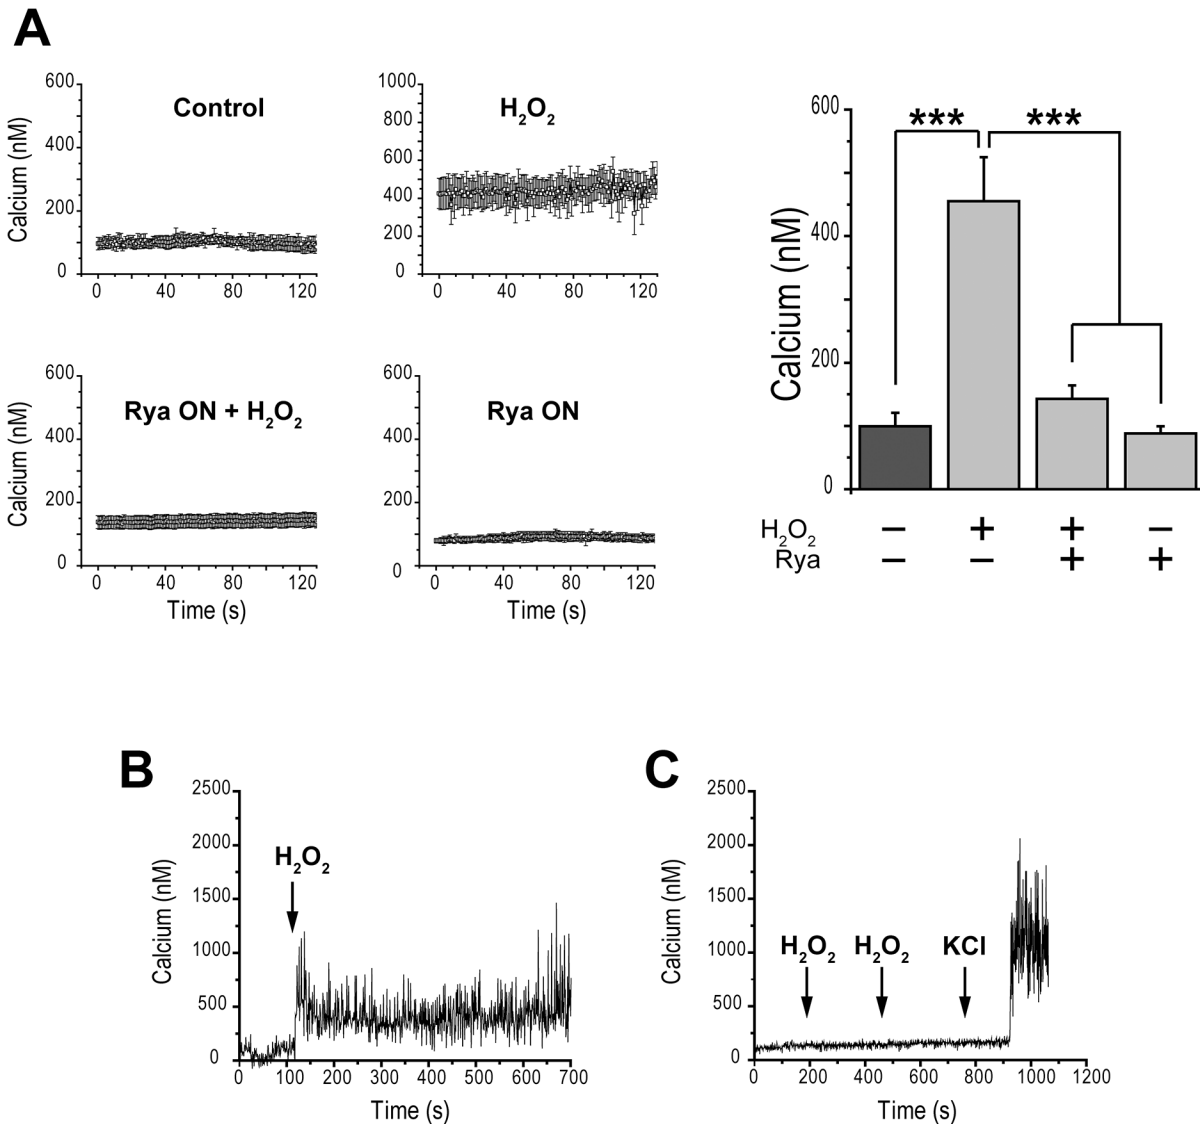 A
Control
Calcium (nM)
600
400
200
0
0 40 80 120
H2O2
1000
800
600
400
200
0
0 40 80 120
Rya ON + H2O2
Calcium (nM)
600
400
200
0
0 40 80 120
Time (s)
Rya ON
600
400
200
0
0 40 80 120
Time (s)
*** ***
Calcium (nM)
600
400
200
0
H2O2 − + + −
Rya − − + +
B
Calcium (nM)
2500
2000
1500
1000
500
0
H2O2
0 100 200 300 400 500 600 700
Time (s)
C
Calcium (nM)
2500
2000
1500
1000
500
0
H2O2 H2O2 KCl
0 200 400 600 800 1000 1200
Time (s)